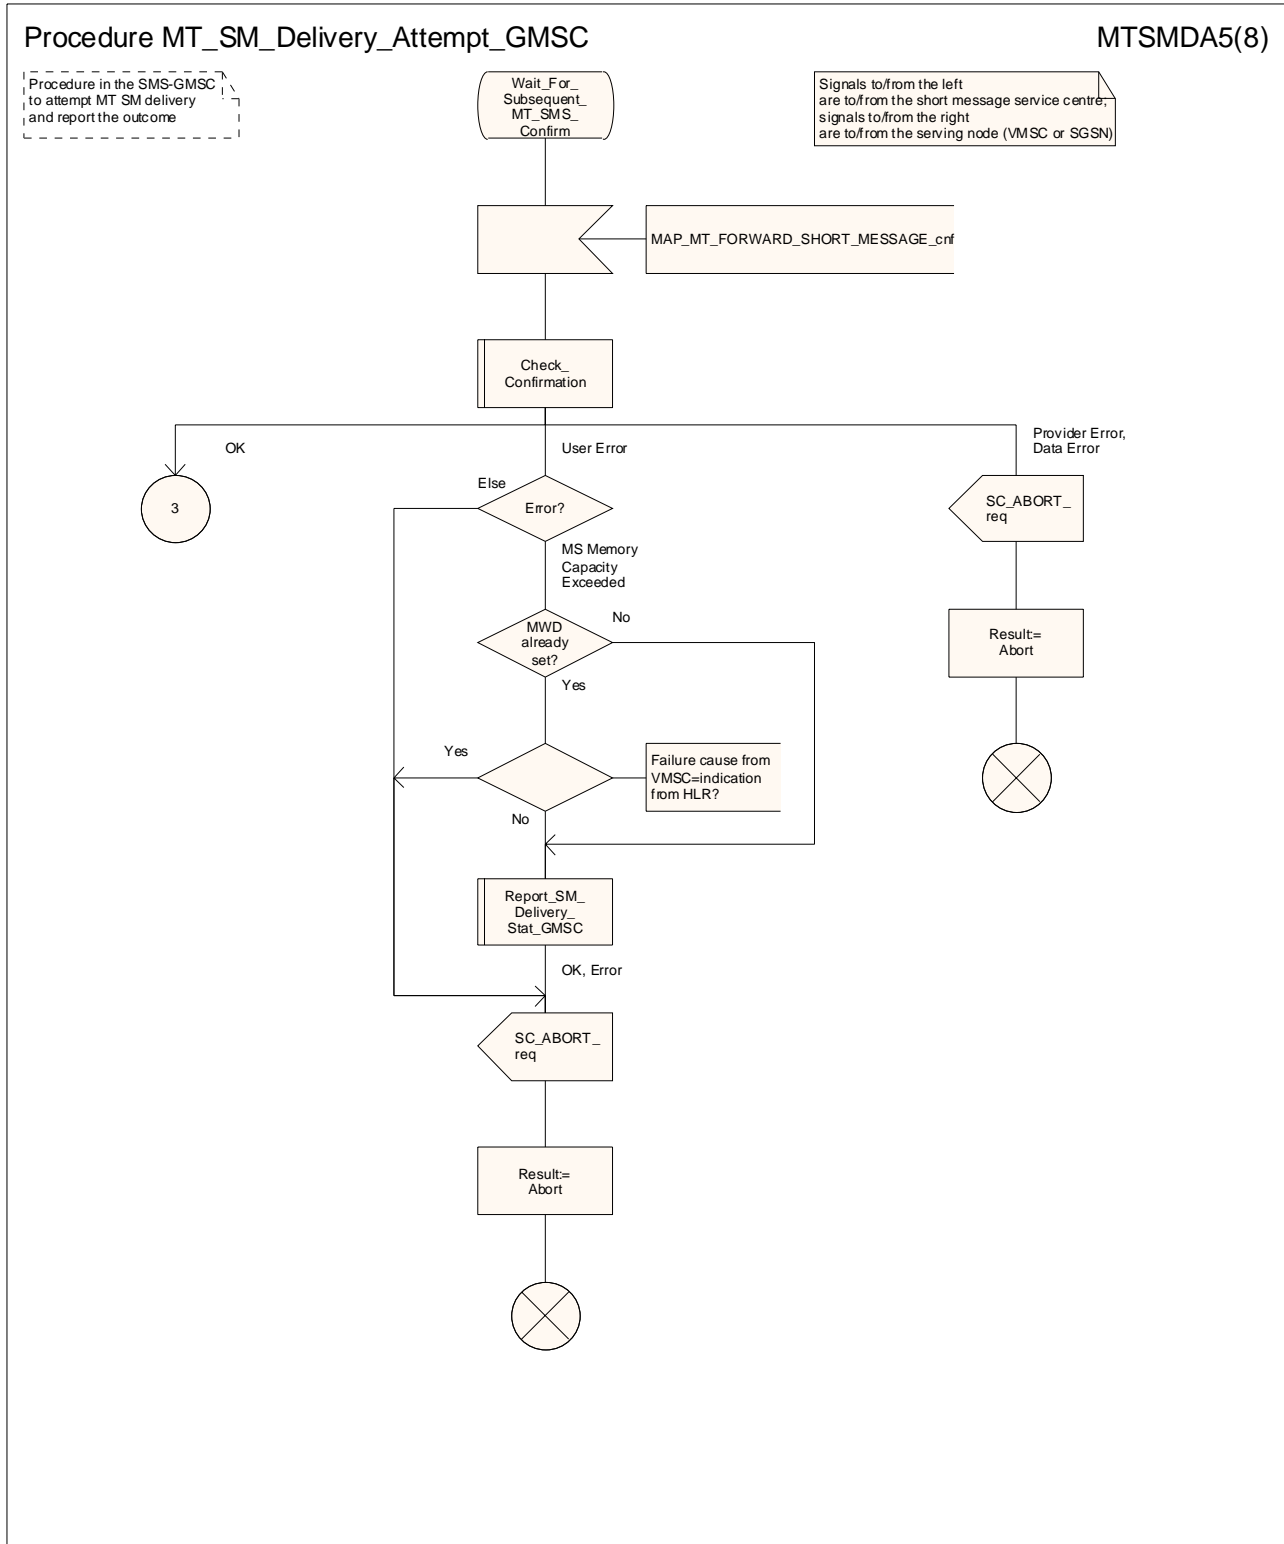 Procedure MT_SM_Delivery_Attempt_GMSC
MTSMDA5(8)
Procedure in the SMS-GMSC
to attempt MT SM delivery
and report the outcome
Wait_For_
Subsequent_
MT_SMS_
Confirm
Signals to/from the left
are to/from the short message service centre;
signals to/from the right
are to/from the serving node (VMSC or SGSN)
MAP_MT_FORWARD_SHORT_MESSAGE_cnf
Check_
Confirmation
OK
User Error
Provider Error,
Data Error
3
Else
Error?
SC_ABORT_
req
MS Memory
Capacity
Exceeded
MWD
already
set?
No
Yes
Result:=
Abort
Yes
Failure cause from
VMSC=indication
from HLR?
No
Report_SM_
Delivery_
Stat_GMSC
OK, Error
SC_ABORT_
req
Result:=
Abort